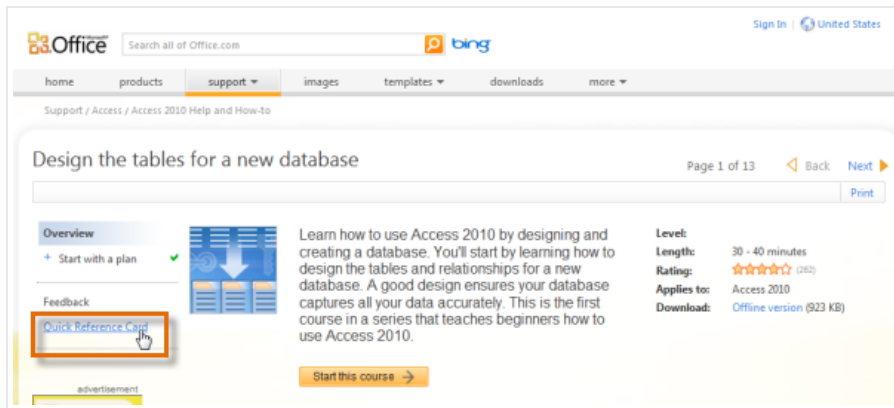 Sign In | United States
Office
Search all of Office.com
bing
home products support images templates downloads more
Support / Access / Access 2010 Help and How-to
Design the tables for a new database
Page 1 of 13 Back Next
Print
Overview
+ Start with a plan
Feedback
Quick Reference Card
advertisement
Learn how to use Access 2010 by designing and
creating a database. You'll start by learning how to
design the tables and relationships for a new
database. A good design ensures your database
captures all your data accurately. This is the first
course in a series that teaches beginners how to
use Access 2010.
Start this course
Level:
Length: 30 - 40 minutes
Rating: (262)
Applies to: Access 2010
Download: Offline version (923 KB)